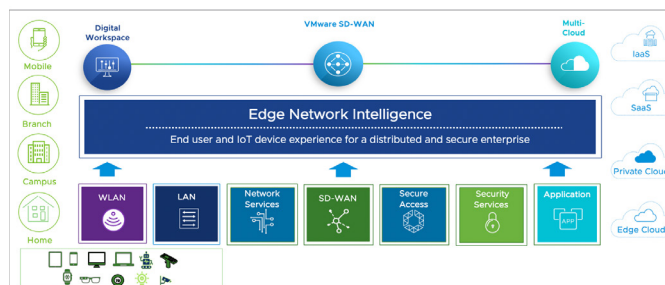 Digital
Workspace
VMware SD-WAN
Multi-
Cloud
Mobile
Branch
Campus
Home
Edge Network Intelligence
End user and IoT device experience for a distributed and secure enterprise
WLAN
LAN
Network
Services
SD-WAN
Secure
Access
Security
Services
Application
APP
IaaS
SaaS
Private Cloud
Edge Cloud